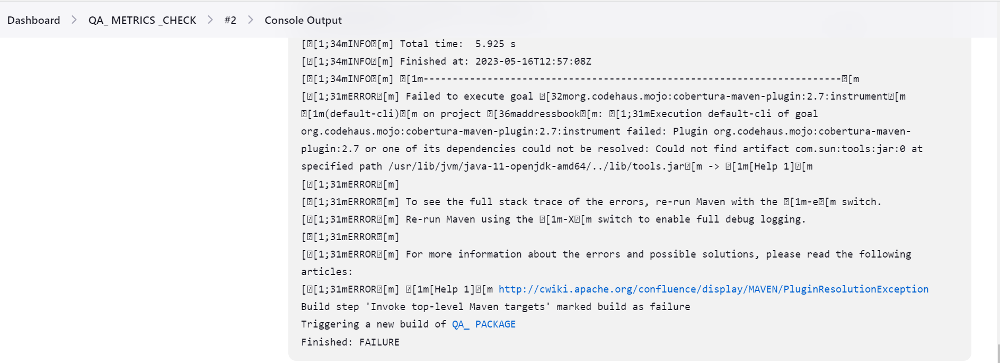 Dashboard > QA_ METRICS _CHECK > #2 > Console Output
[⍰[1;34mINFO⍰[m] Total time:  5.925 s
[⍰[1;34mINFO⍰[m] Finished at: 2023-05-16T12:57:08Z
[⍰[1;34mINFO⍰[m] ⍰[1m------------------------------------------------------------------------⍰[m
[⍰[1;31mERROR⍰[m] Failed to execute goal ⍰[32morg.codehaus.mojo:cobertura-maven-plugin:2.7:instrument⍰[m
⍰[1m(default-cli)⍰[m on project ⍰[36maddressbook⍰[m: ⍰[1;31mExecution default-cli of goal
org.codehaus.mojo:cobertura-maven-plugin:2.7:instrument failed: Plugin org.codehaus.mojo:cobertura-maven-
plugin:2.7 or one of its dependencies could not be resolved: Could not find artifact com.sun:tools:jar:0 at
specified path /usr/lib/jvm/java-11-openjdk-amd64/../lib/tools.jar⍰[m -> ⍰[1m[Help 1]⍰[m
[⍰[1;31mERROR⍰[m]
[⍰[1;31mERROR⍰[m] To see the full stack trace of the errors, re-run Maven with the ⍰[1m-e⍰[m switch.
[⍰[1;31mERROR⍰[m] Re-run Maven using the ⍰[1m-X⍰[m switch to enable full debug logging.
[⍰[1;31mERROR⍰[m]
[⍰[1;31mERROR⍰[m] For more information about the errors and possible solutions, please read the following
articles:
[⍰[1;31mERROR⍰[m] ⍰[1m[Help 1]⍰[m http://cwiki.apache.org/confluence/display/MAVEN/PluginResolutionException
Build step 'Invoke top-level Maven targets' marked build as failure
Triggering a new build of QA_ PACKAGE
Finished: FAILURE